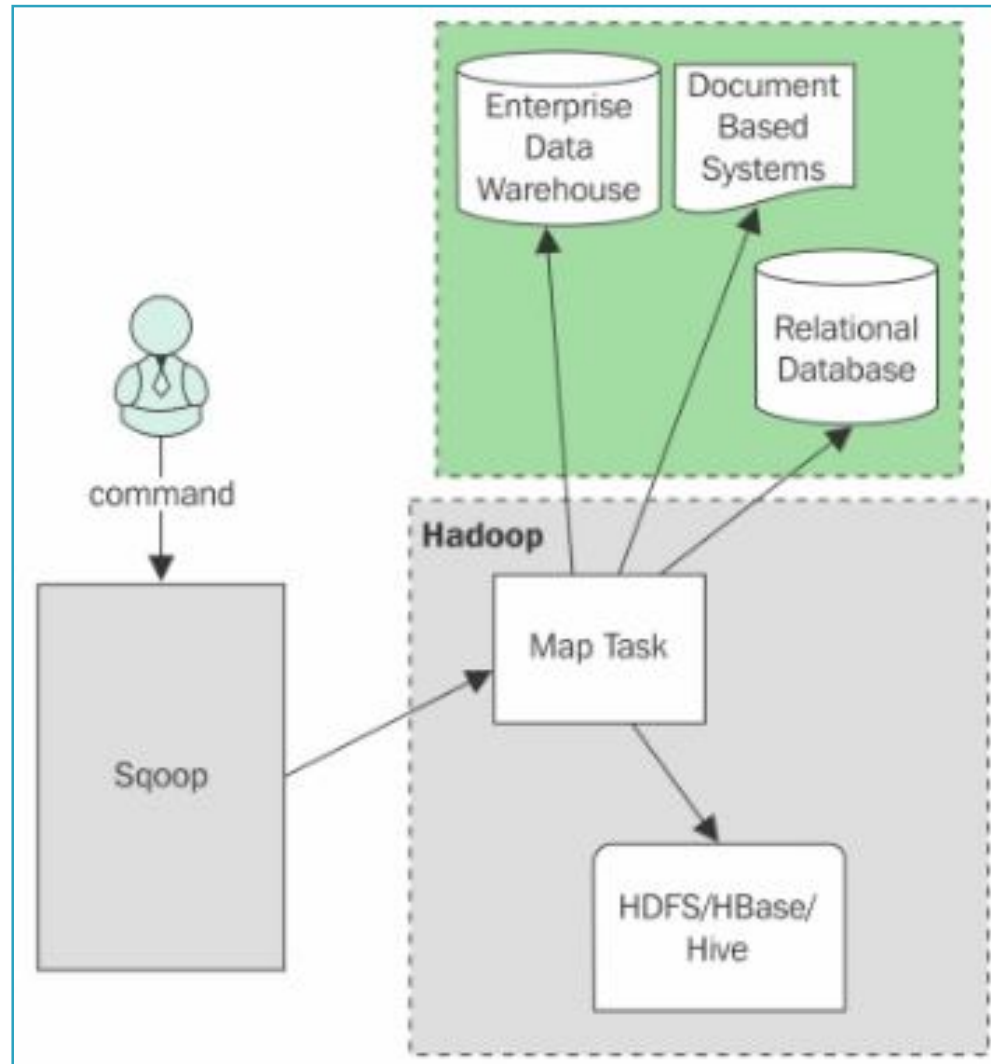 Enterprise
Data
Warehouse
Document
Based
Systems
Relational
Database
command
Hadoop
Map Task
Sqoop
HDFS/HBase/
Hive